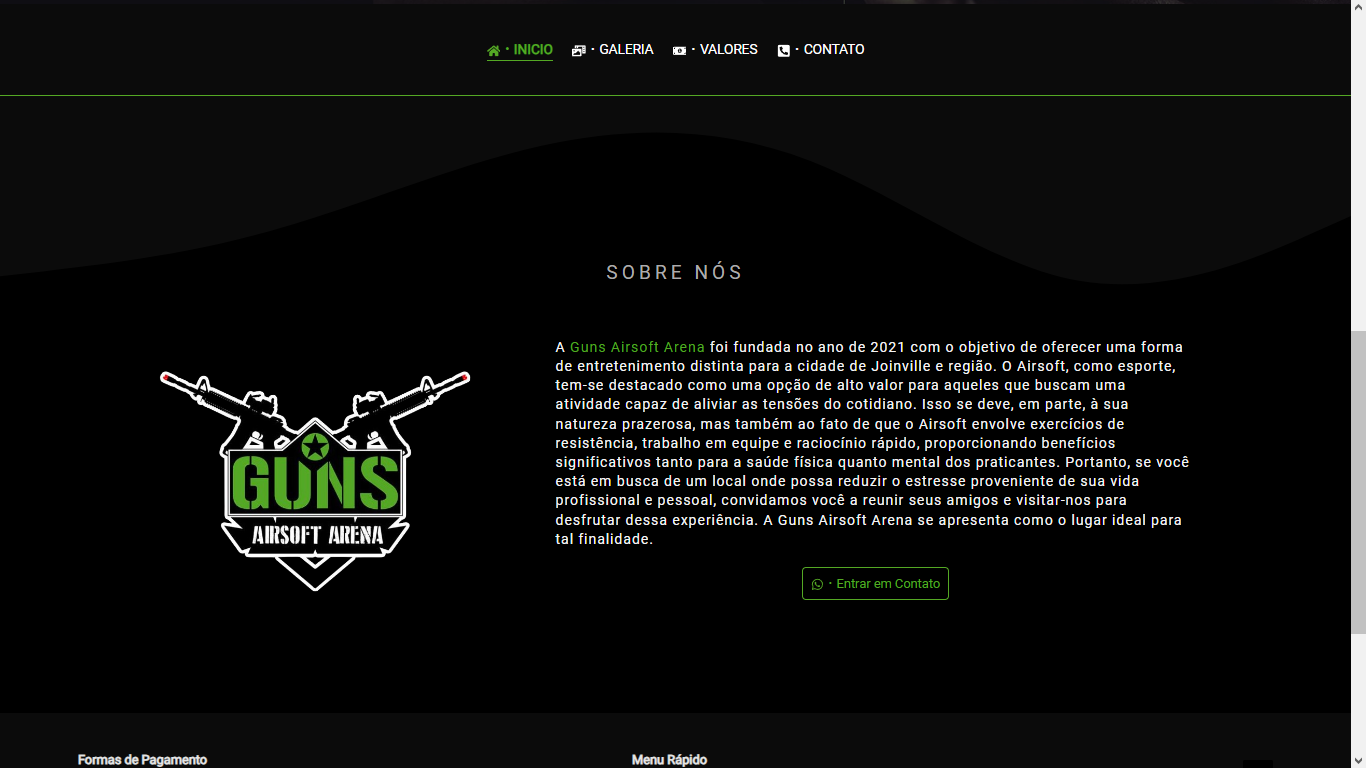 · INICIO · GALERIA · VALORES · CONTATO
SOBRE NÓS
A Guns Airsoft Arena foi fundada no ano de 2021 com o objetivo de oferecer uma forma
de entretenimento distinta para a cidade de Joinville e região. O Airsoft, como esporte,
tem-se destacado como uma opção de alto valor para aqueles que buscam uma
atividade capaz de aliviar as tensões do cotidiano. Isso se deve, em parte, à sua
natureza prazerosa, mas também ao fato de que o Airsoft envolve exercícios de
resistência, trabalho em equipe e raciocínio rápido, proporcionando benefícios
significativos tanto para a saúde física quanto mental dos praticantes. Portanto, se você
está em busca de um local onde possa reduzir o estresse proveniente de sua vida
profissional e pessoal, convidamos você a reunir seus amigos e visitar-nos para
desfrutar dessa experiência. A Guns Airsoft Arena se apresenta como o lugar ideal para
tal finalidade.
GUNS
AIRSOFT ARENA
· Entrar em Contato
Formas de Pagamento
Menu Rápido